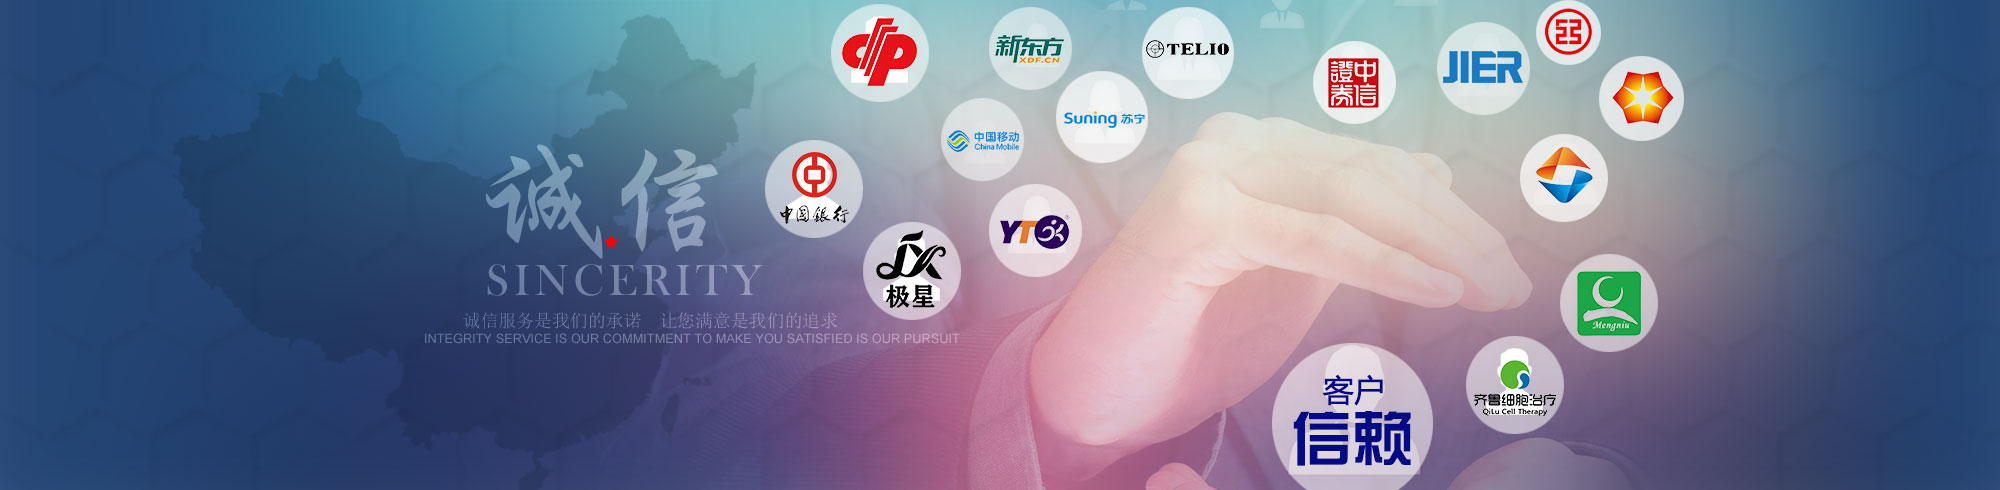 诚信
SINCERITY
诚信服务是我们的承诺 让您满意是我们的追求
INTEGRITY SERVICE IS OUR COMMITMENT TO MAKE YOU SATISFIED IS OUR PURSUIT
新东方
XDF.CN
TELIO
中信
證券
JIER
Suning 苏宁
中国移动
China Mobile
中国银行
YTO
极星
Mengniu
齐鲁细胞治疗
QiLu Cell Therapy
客户
信赖